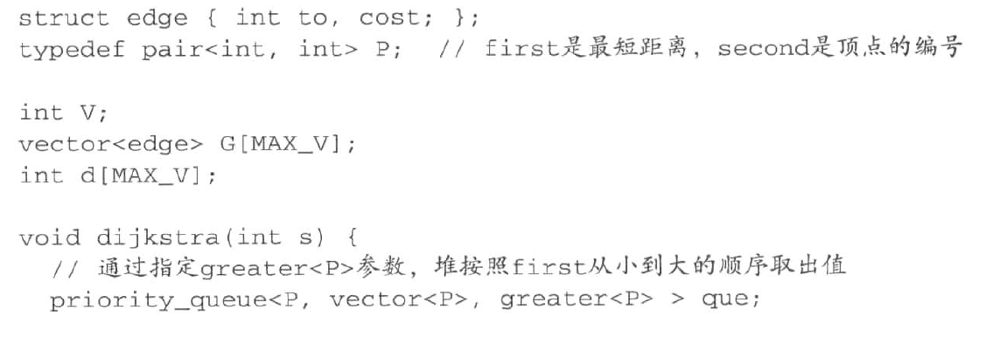 struct edge { int to, cost; };
typedef pair<int, int> P;   // first是最短距离，second是顶点的编号
int V;
vector<edge> G[MAX_V];
int d[MAX_V];
void dijkstra(int s) {
  // 通过指定greater<P>参数，堆按照first从小到大的顺序取出值
  priority_queue<P, vector<P>, greater<P> > que;